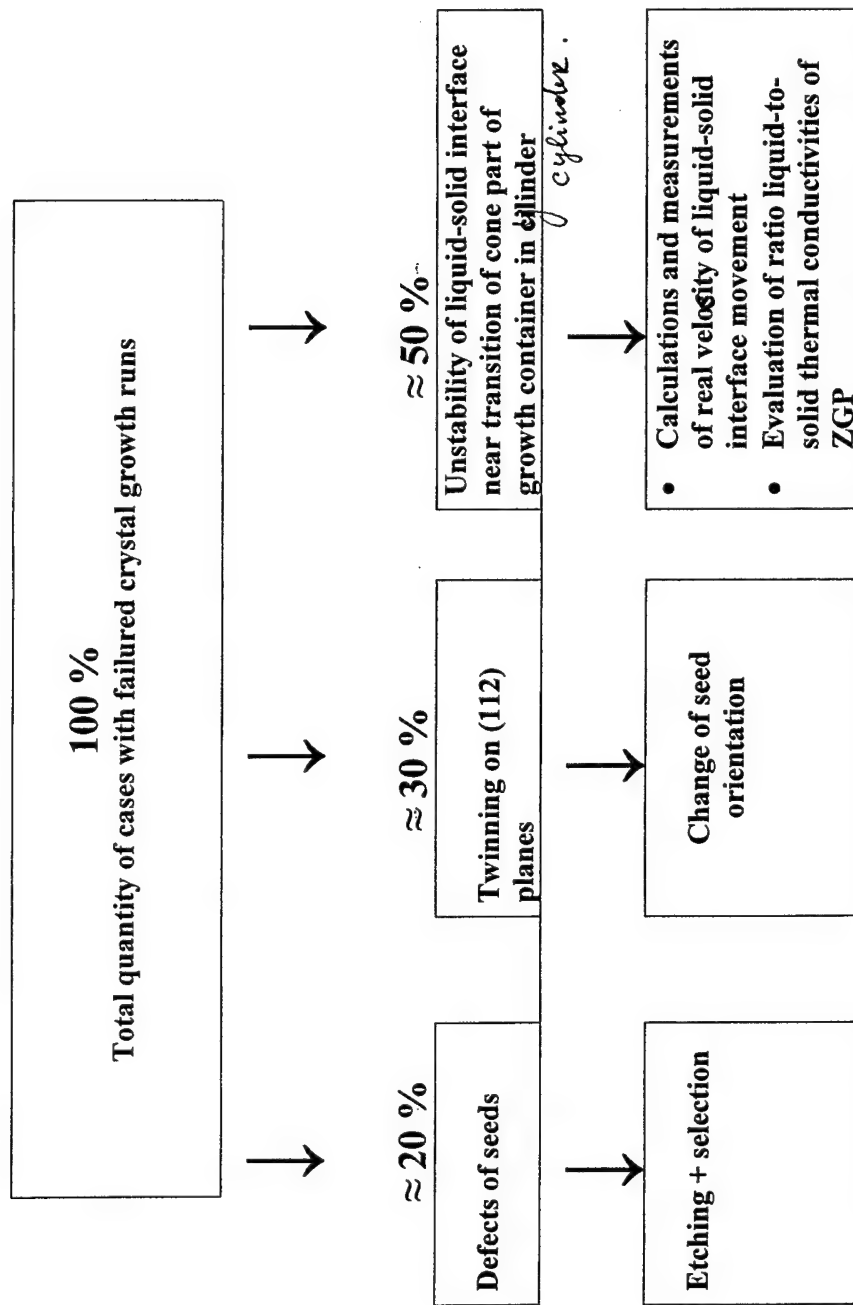 100 %
Total quantity of cases with failured crystal growth runs
≈ 20 %
Defects of seeds
Etching + selection
≈ 30 %
Twinning on (112)
planes
Change of seed
orientation
≈ 50 %
Unstability of liquid-solid interface
near transition of cone part of
growth container in cilinder
cylinder.
• Calculations and measurements
of real velosity of liquid-solid
interface movement
• Evaluation of ratio liquid-to-
solid thermal conductivities of
ZGP